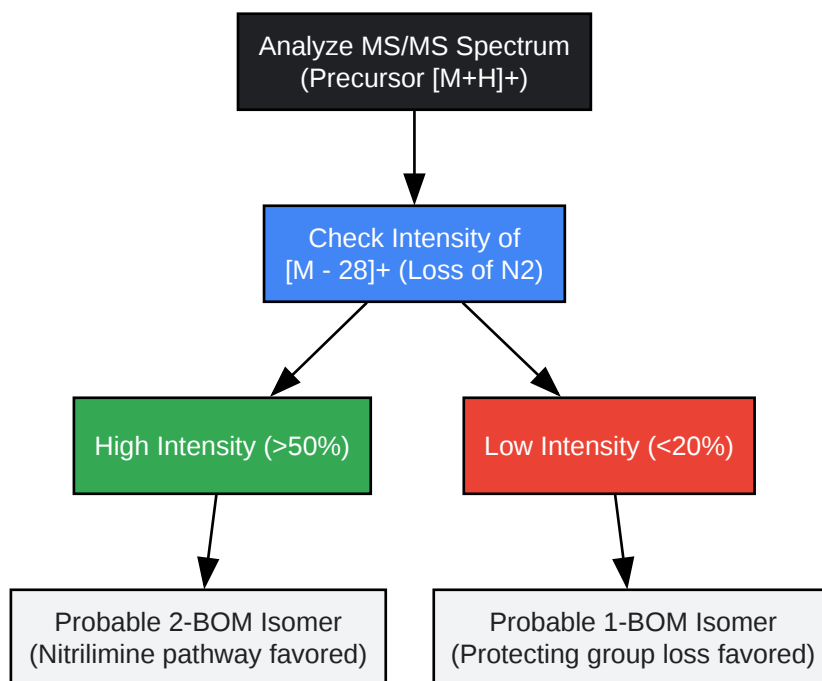 Analyze MS/MS Spectrum
(Precursor [M+H]+)
Check Intensity of
[M - 28]+ (Loss of N2)
High Intensity (>50%)
Low Intensity (<20%)
Probable 2-BOM Isomer
(Nitrilimine pathway favored)
Probable 1-BOM Isomer
(Protecting group loss favored)